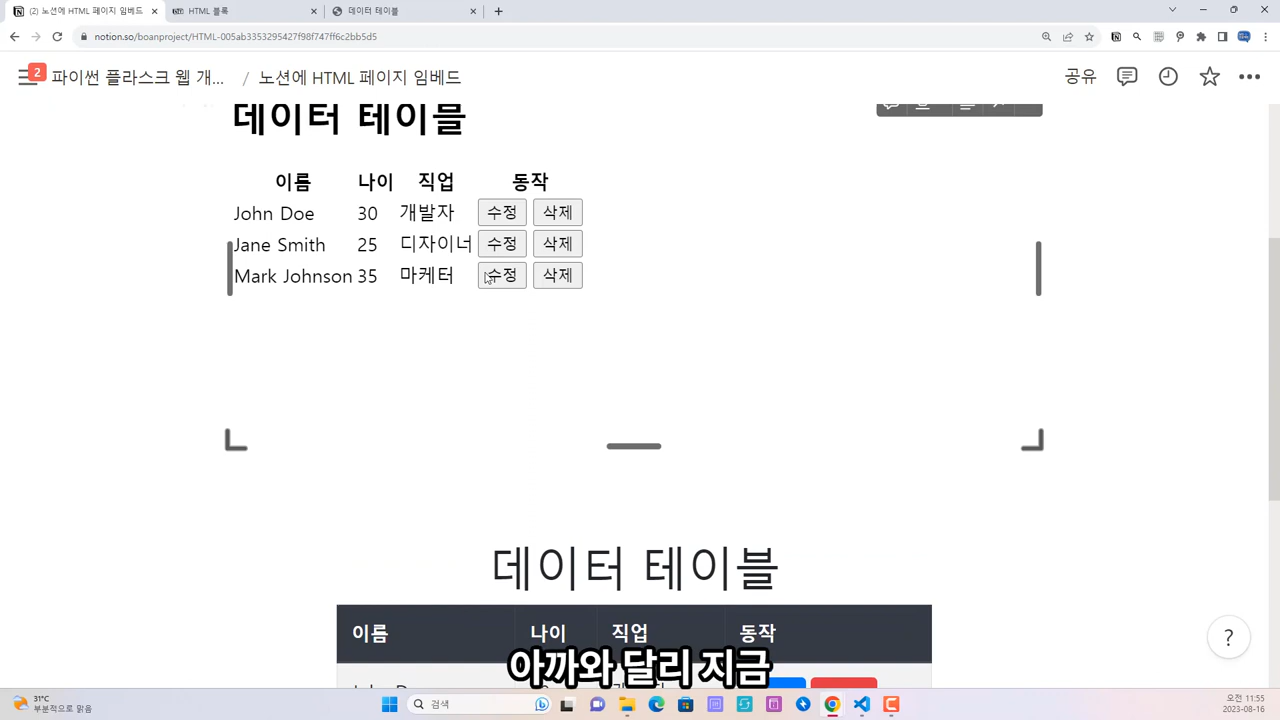 (2) 노션에 HTML 페이지 임베드
HTML 블록
데이터 테이블
notion.so/boanproject/HTML-005ab3353295427f98f747ff6c2bb5d5
2
파이썬 플라스크 웹 개... / 노션에 HTML 페이지 임베드
공유
데이터 테이블
이름 나이 직업 동작
John Doe 30 개발자 수정 삭제
Jane Smith 25 디자이너 수정 삭제
Mark Johnson 35 마케터 수정 삭제
데이터 테이블
이름 나이 직업 동작
아까와 달리 지금
?
31°C
부분적으로 맑음
검색
오전 11:55
2023-08-16